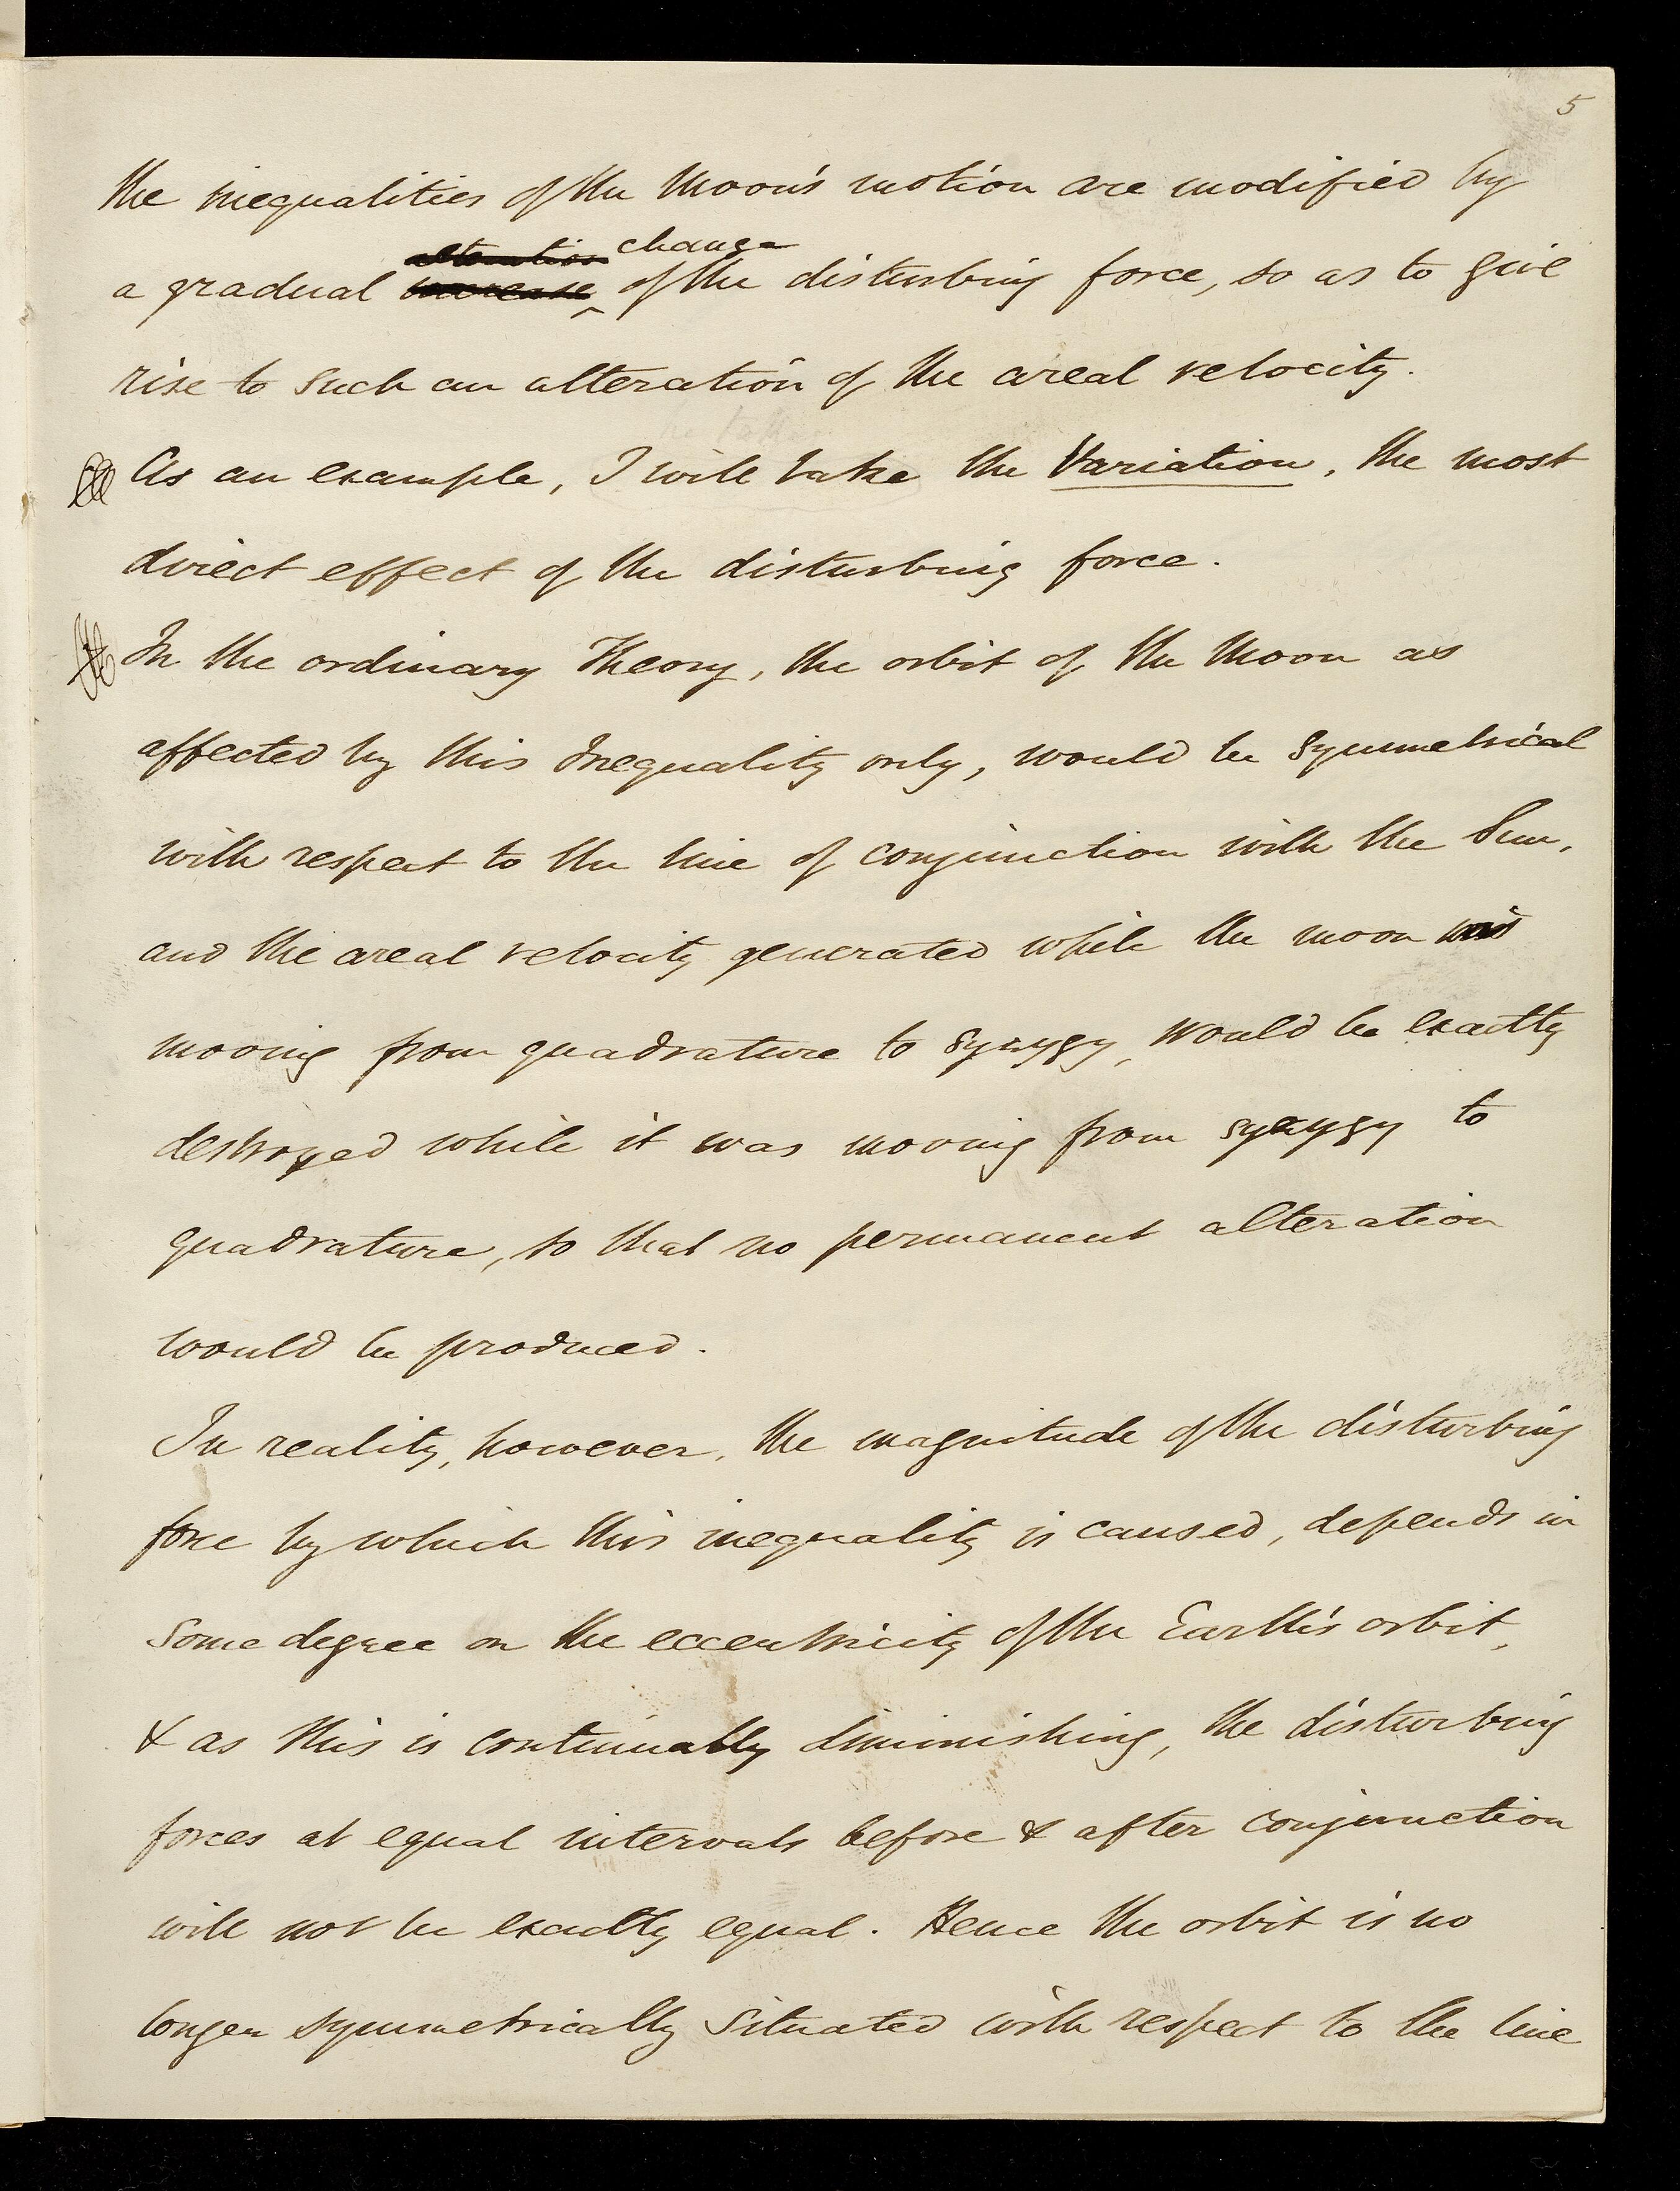 5
the inequalities of the Moon's motion are modified by
alteration change
a gradual increase of the disturbing force, so as to give
rise to such an alteration of the areal velocity.
As an example, I will take the Variation, the most
direct effect of the disturbing force.
In the ordinary Theory, the orbit of the Moon as
affected by this Inequality only, would be symmetrical
with respect to the line of conjunction with the Sun,
and the areal velocity generated while the moon was
moving from quadrature to syzygy, would be exactly
destroyed while it was moving from syzygy to
quadrature, so that no permanent alteration
would be produced.
In reality, however, the magnitude of the disturbing
force by which this inequality is caused, depends in
some degree on the eccentricity of the Earth's orbit,
& as this is continually diminishing, the disturbing
forces at equal intervals before & after conjunction
will not be exactly equal. Hence the orbit is no
longer symmetrically situated with respect to the line